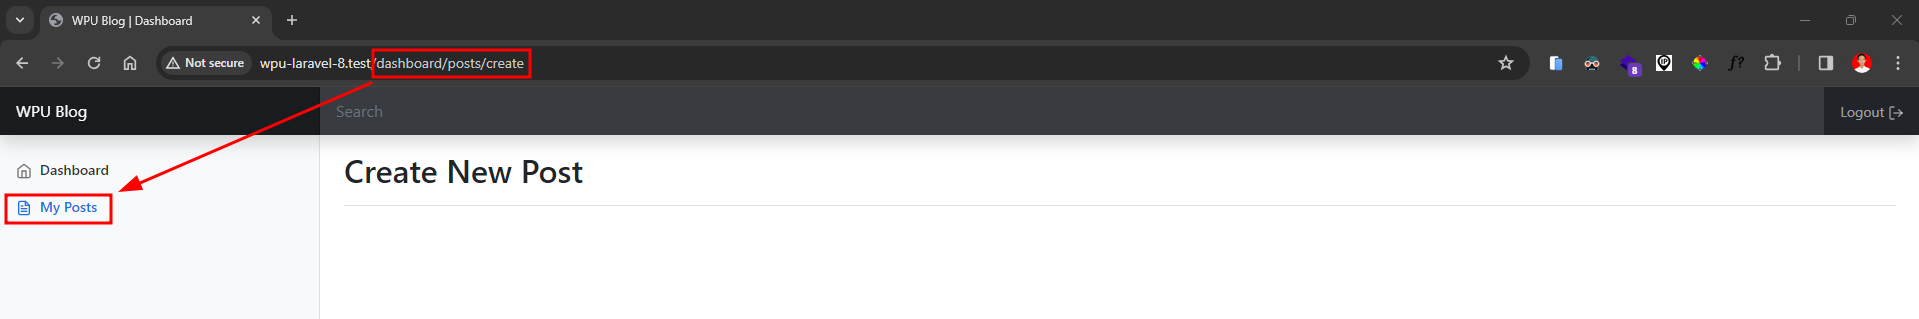 WPU Blog | Dashboard
Not secure wpu-laravel-8.test/dashboard/posts/create
8
IP
f?
WPU Blog
Search
Logout
Dashboard
My Posts
Create New Post